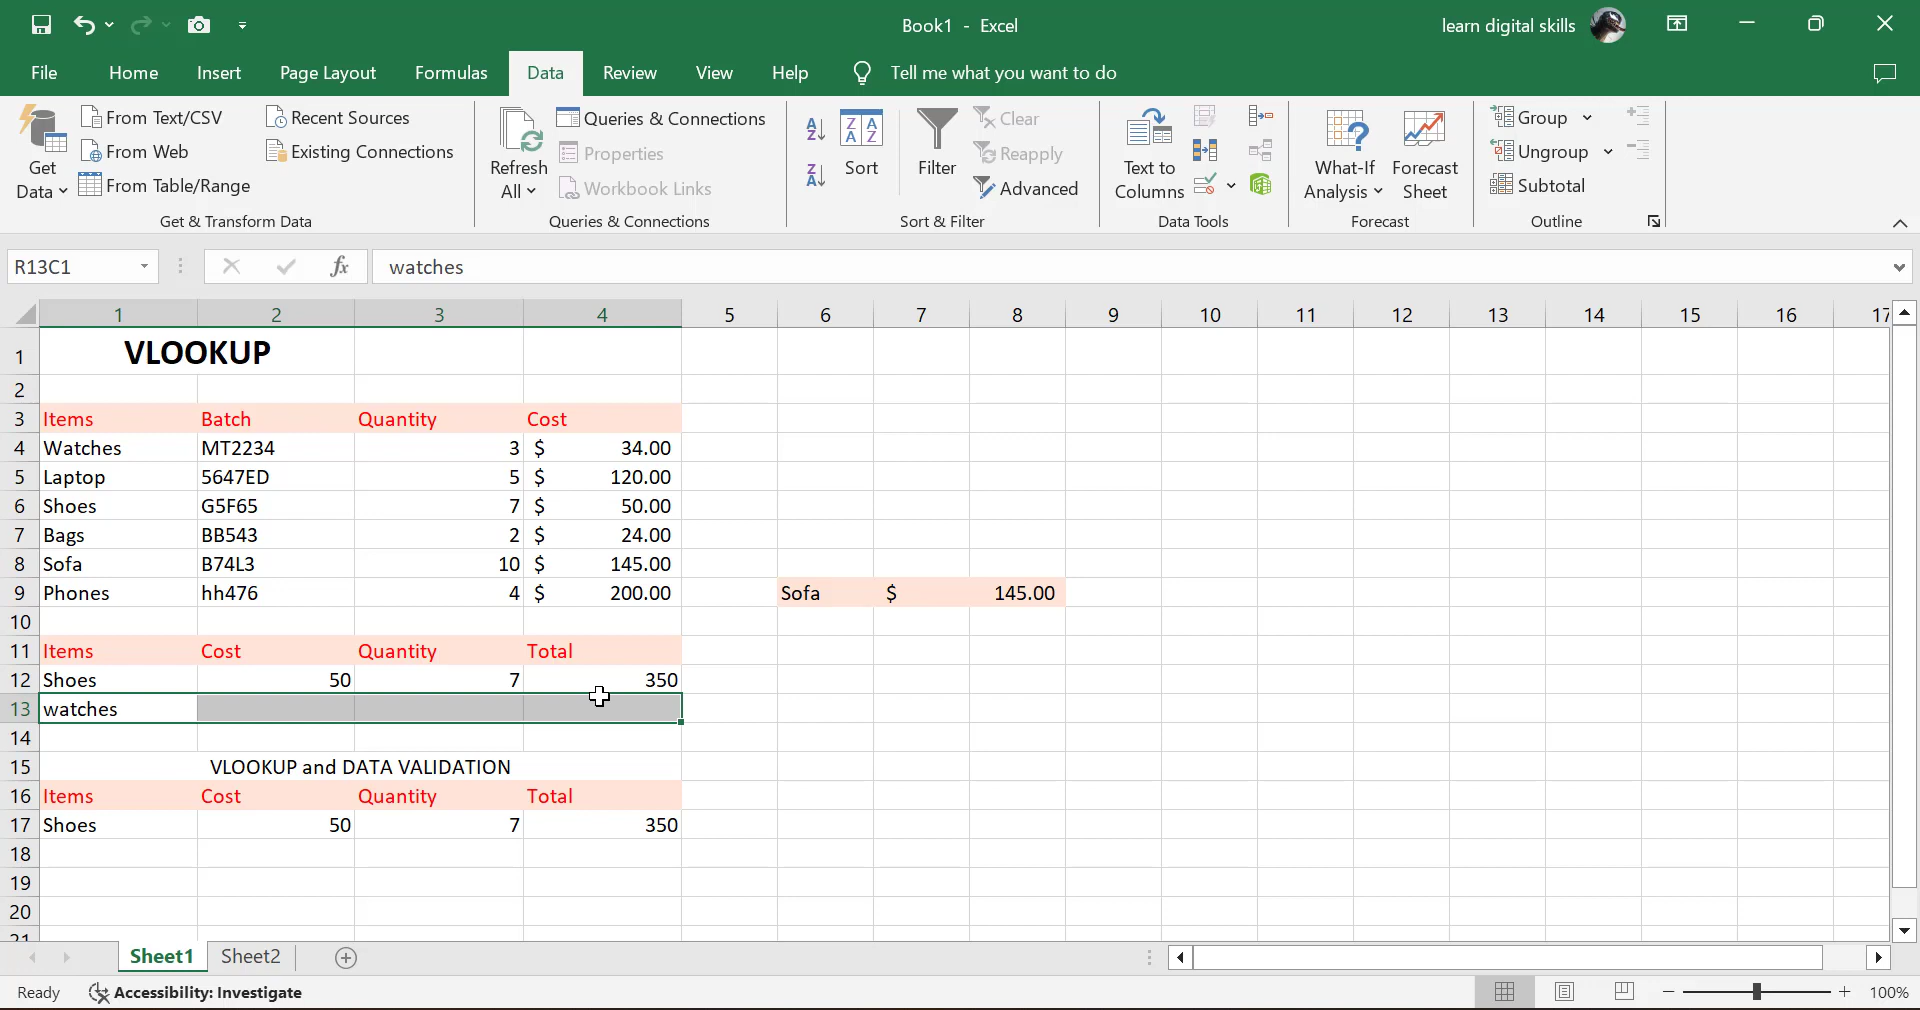 Book1 - Excel
learn digital skills
File Home Insert Page Layout Formulas Data Review View Help Tell me what you want to do
Get Data
From Text/CSV
From Web
From Table/Range
Recent Sources
Existing Connections
Get & Transform Data
Refresh All
Queries & Connections
Properties
Workbook Links
Queries & Connections
Sort
Filter
Clear
Reapply
Advanced
Sort & Filter
Text to Columns
Data Tools
What-If Analysis
Forecast Sheet
Forecast
Group
Ungroup
Subtotal
Outline
R13C1 fx watches
1 2 3 4 5 6 7 8 9 10 11 12 13 14 15 16 17
1 VLOOKUP
2
3 Items Batch Quantity Cost
4 Watches MT2234 3 $ 34.00
5 Laptop 5647ED 5 $ 120.00
6 Shoes G5F65 7 $ 50.00
7 Bags BB543 2 $ 24.00
8 Sofa B74L3 10 $ 145.00
9 Phones hh476 4 $ 200.00 Sofa $ 145.00
10
11 Items Cost Quantity Total
12 Shoes 50 7 350
13 watches
14
15 VLOOKUP and DATA VALIDATION
16 Items Cost Quantity Total
17 Shoes 50 7 350
18
19
20
21
Sheet1 Sheet2
Ready Accessibility: Investigate 100%